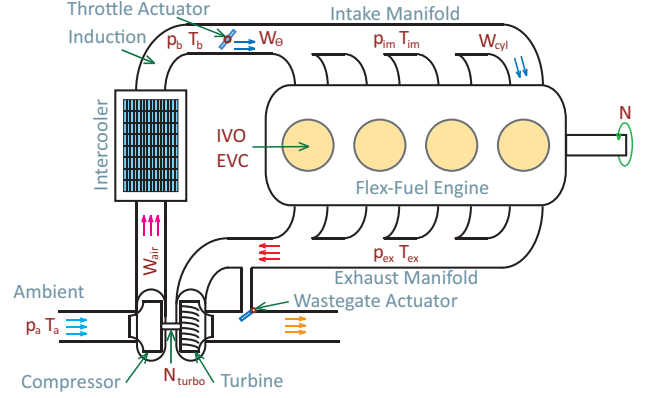 Throttle Actuator
Intake Manifold
Induction
p_b T_b
W_Θ
p_im T_im
W_cyl
N
Intercooler
IVO
EVC
Flex-Fuel Engine
W_air
p_ex T_ex
Exhaust Manifold
Ambient
Wastegate Actuator
p_a T_a
Compressor
N_turbo
Turbine